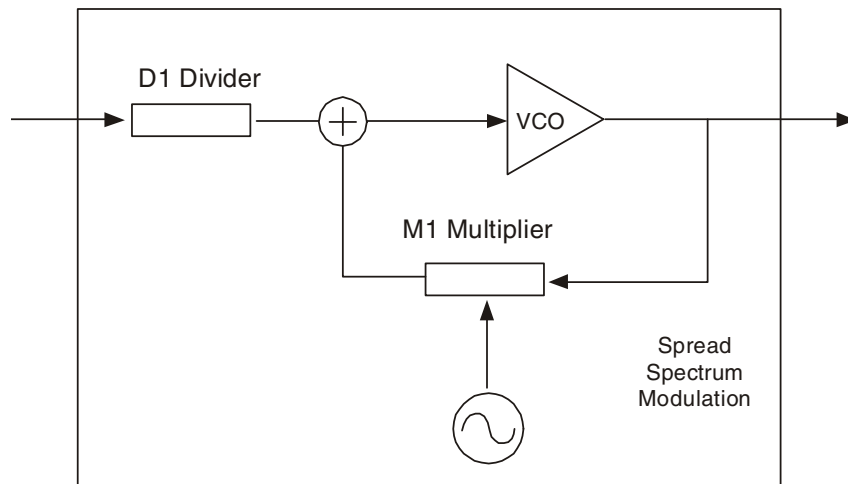 D1 Divider
VCO
M1 Multiplier
Spread
Spectrum
Modulation